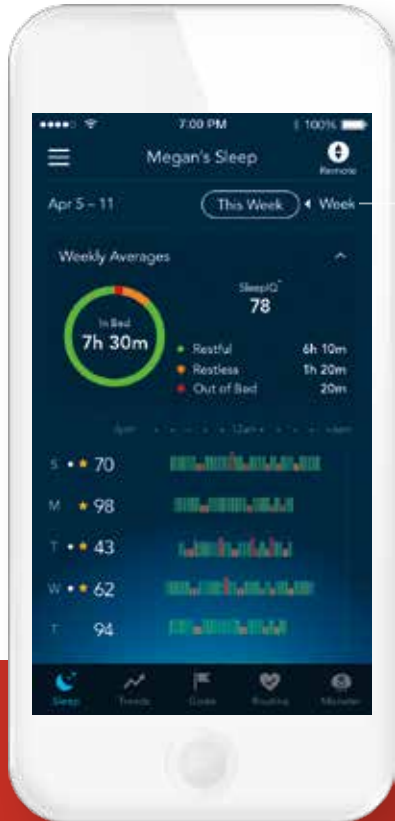 7:00 PM 100%
Megan's Sleep
Remote
Apr 5 – 11 This Week Week
Weekly Averages
SleepIQ
78
In Bed
7h 30m
Restful 6h 10m
Restless 1h 20m
Out of Bed 20m
12am
S 70
M 98
T 43
W 62
T 94
Sleep Trends Goals Routine